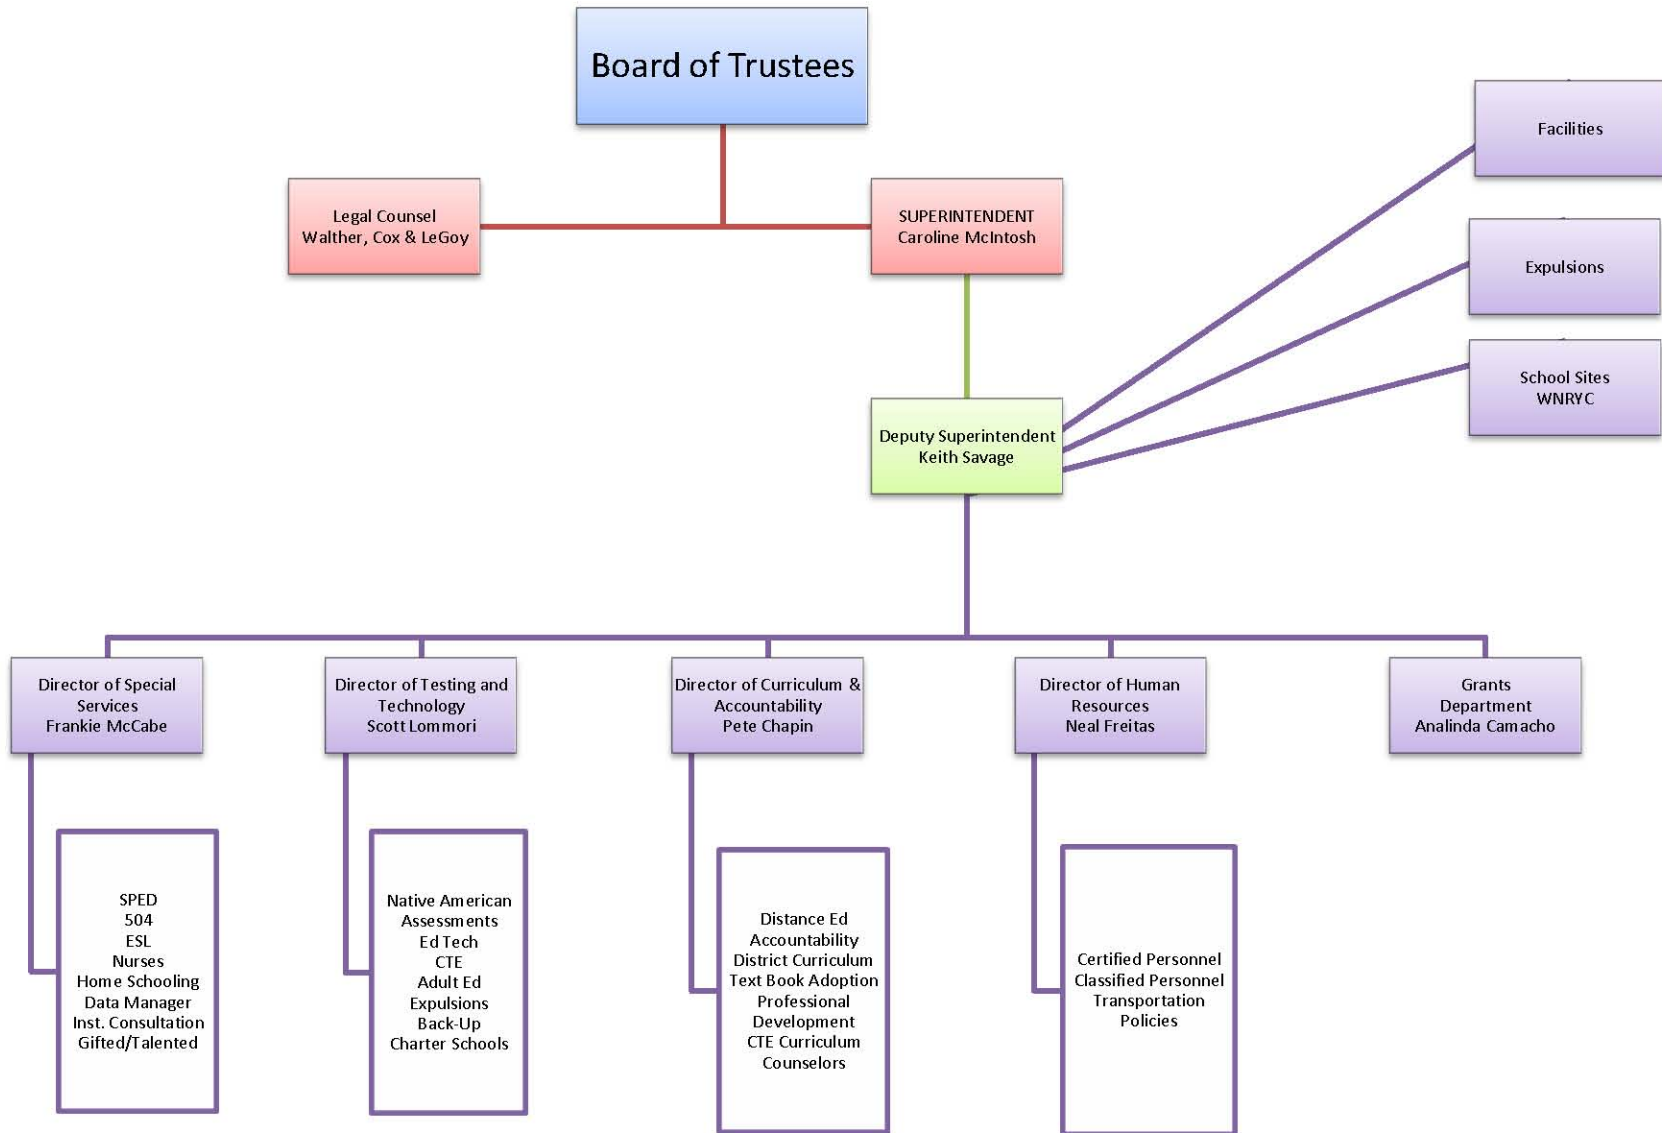 Board of Trustees
Facilities
Legal Counsel
Walther, Cox & LeGoy
SUPERINTENDENT
Caroline McIntosh
Expulsions
School Sites
WNRYC
Deputy Superintendent
Keith Savage
Director of Special
Services
Frankie McCabe
Director of Testing and
Technology
Scott Lommori
Director of Curriculum &
Accountability
Pete Chapin
Director of Human
Resources
Neal Freitas
Grants
Department
Analinda Camacho
SPED
504
ESL
Nurses
Home Schooling
Data Manager
Inst. Consultation
Gifted/Talented
Native American
Assessments
Ed Tech
CTE
Adult Ed
Expulsions
Back-Up
Charter Schools
Distance Ed
Accountability
District Curriculum
Text Book Adoption
Professional
Development
CTE Curriculum
Counselors
Certified Personnel
Classified Personnel
Transportation
Policies